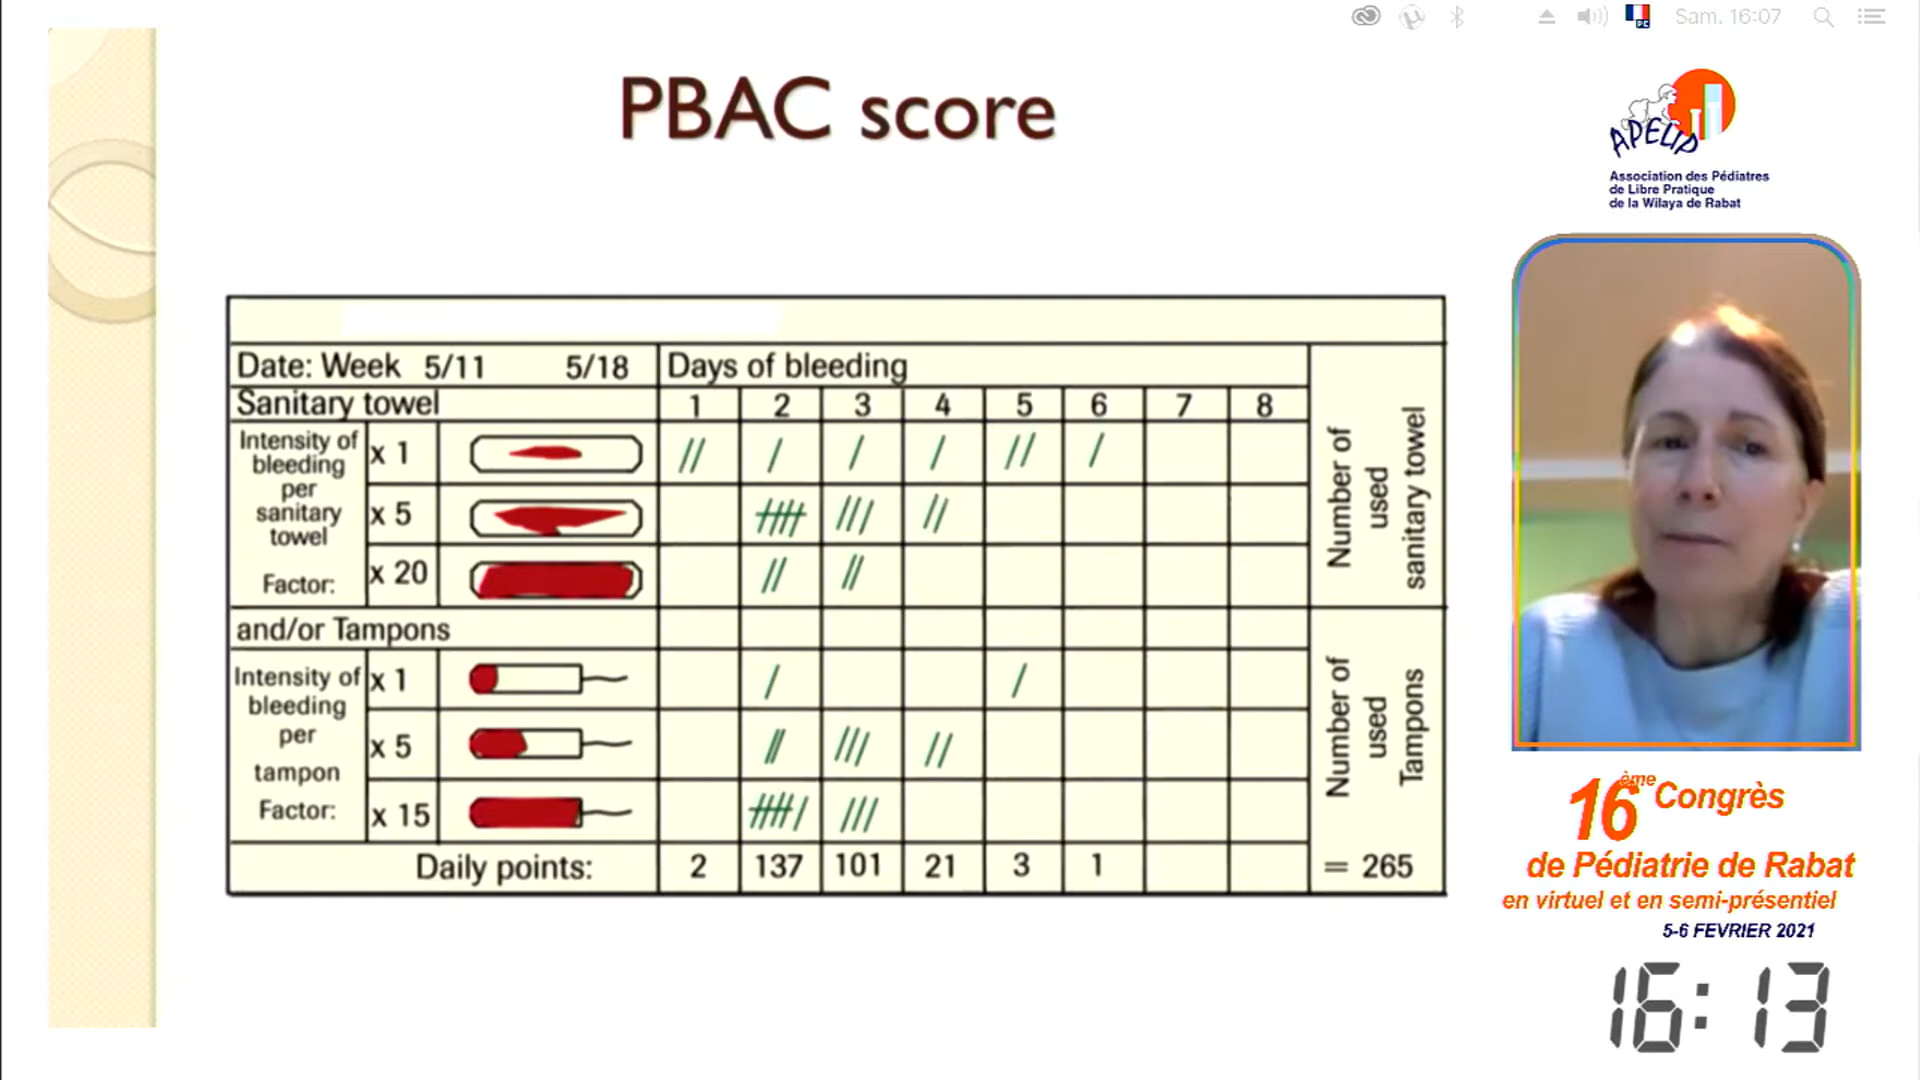 Sam. 16:07
PBAC score
APELIP
Association des Pédiatres
de Libre Pratique
de la Wilaya de Rabat
Date: Week 5/11 5/18 Days of bleeding
Sanitary towel 1 2 3 4 5 6 7 8
Intensity of
bleeding
per
sanitary
towel
Factor:
x 1
x 5
x 20
Number of
used
sanitary towel
and/or Tampons
Intensity of
bleeding
per
tampon
Factor:
x 1
x 5
x 15
Number of
used
Tampons
Daily points: 2 137 101 21 3 1 = 265
16ème Congrès
de Pédiatrie de Rabat
en virtuel et en semi-présentiel
5-6 FEVRIER 2021
16:13